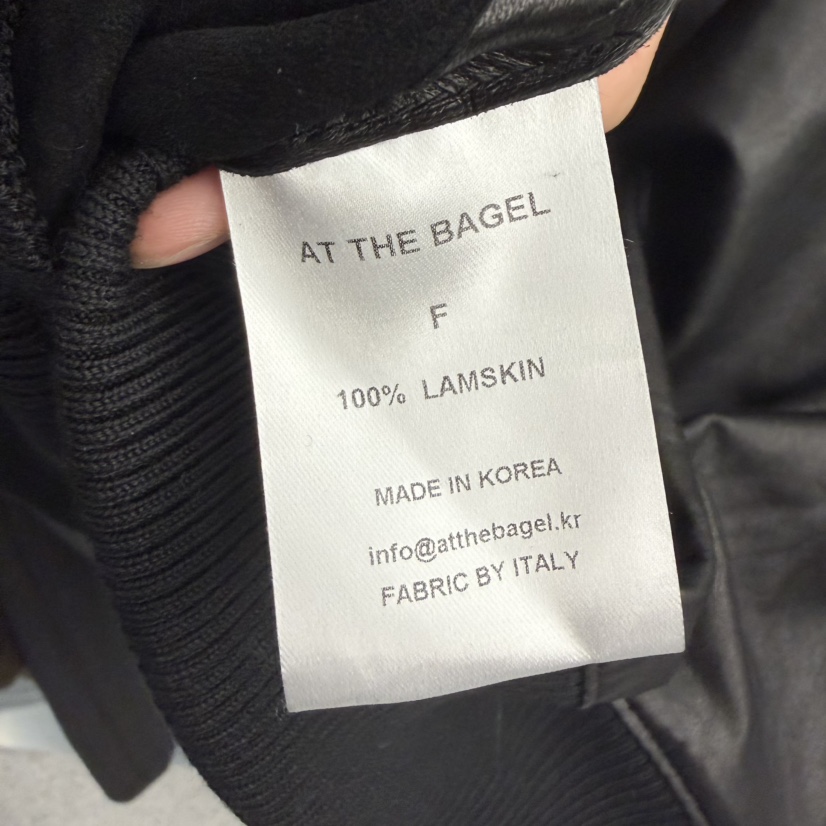 AT THE BAGEL
F
100% LAMSKIN
MADE IN KOREA
info@atthebagel.kr
FABRIC BY ITALY